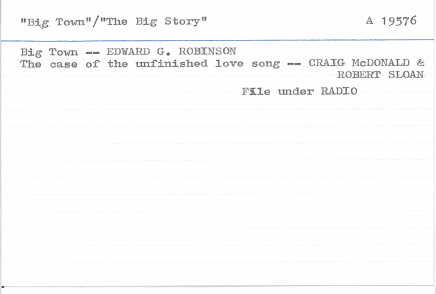 "Big Town"/"The Big Story" A 19576
Big Town -- EDWARD G. ROBINSON
The case of the unfinished love song -- CRAIG McDONALD &
ROBERT SLOAN
File under RADIO